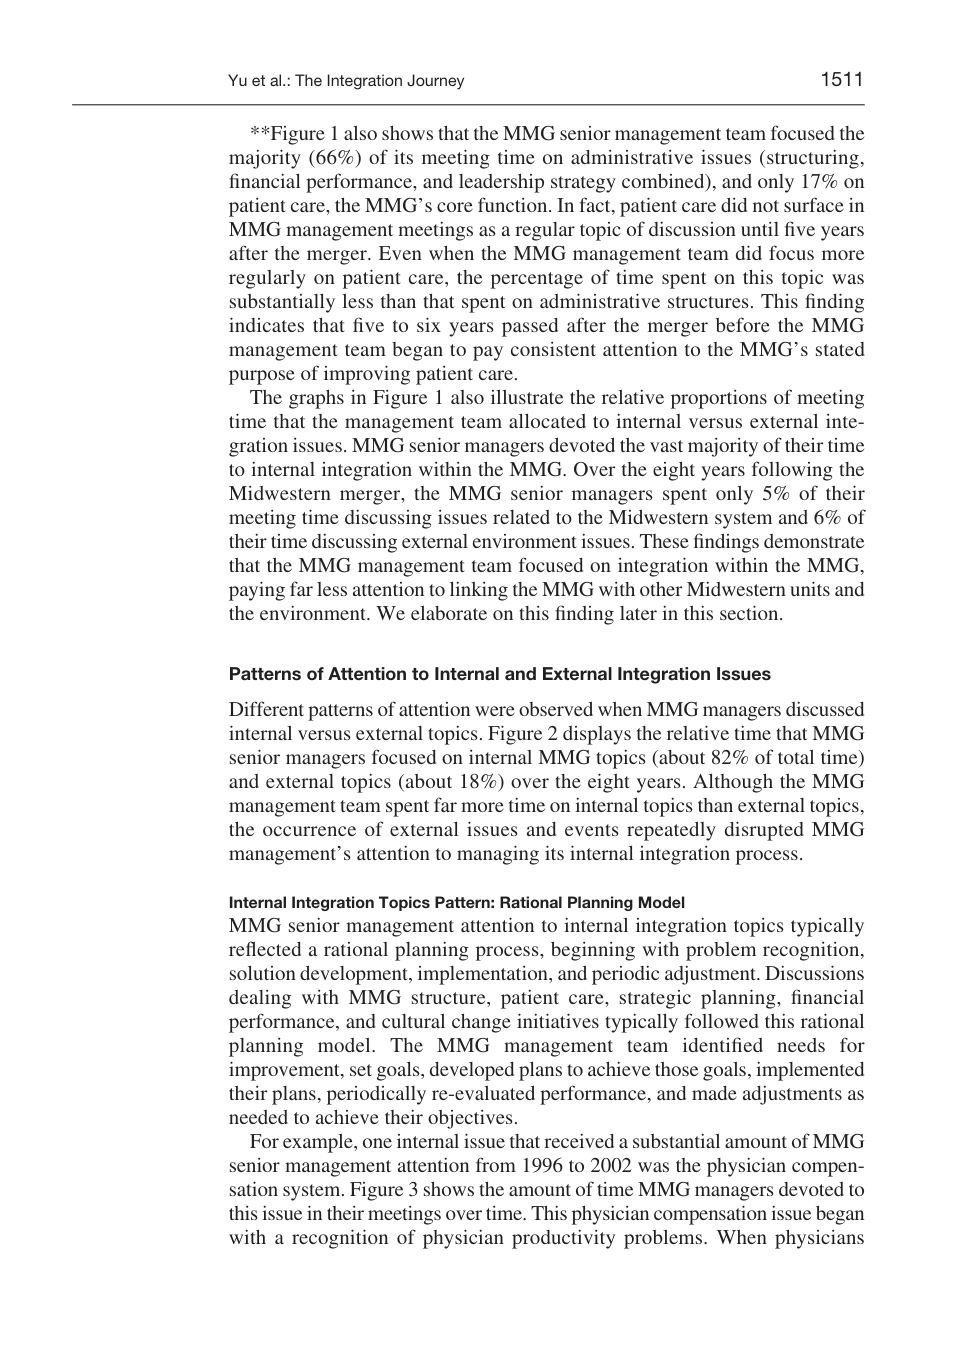 Yu et al.: The Integration Journey 1511
**Figure 1 also shows that the MMG senior management team focused the
majority (66%) of its meeting time on administrative issues (structuring,
financial performance, and leadership strategy combined), and only 17% on
patient care, the MMG’s core function. In fact, patient care did not surface in
MMG management meetings as a regular topic of discussion until five years
after the merger. Even when the MMG management team did focus more
regularly on patient care, the percentage of time spent on this topic was
substantially less than that spent on administrative structures. This finding
indicates that five to six years passed after the merger before the MMG
management team began to pay consistent attention to the MMG’s stated
purpose of improving patient care.
The graphs in Figure 1 also illustrate the relative proportions of meeting
time that the management team allocated to internal versus external inte-
gration issues. MMG senior managers devoted the vast majority of their time
to internal integration within the MMG. Over the eight years following the
Midwestern merger, the MMG senior managers spent only 5% of their
meeting time discussing issues related to the Midwestern system and 6% of
their time discussing external environment issues. These findings demonstrate
that the MMG management team focused on integration within the MMG,
paying far less attention to linking the MMG with other Midwestern units and
the environment. We elaborate on this finding later in this section.
Patterns of Attention to Internal and External Integration Issues
Different patterns of attention were observed when MMG managers discussed
internal versus external topics. Figure 2 displays the relative time that MMG
senior managers focused on internal MMG topics (about 82% of total time)
and external topics (about 18%) over the eight years. Although the MMG
management team spent far more time on internal topics than external topics,
the occurrence of external issues and events repeatedly disrupted MMG
management’s attention to managing its internal integration process.
Internal Integration Topics Pattern: Rational Planning Model
MMG senior management attention to internal integration topics typically
reflected a rational planning process, beginning with problem recognition,
solution development, implementation, and periodic adjustment. Discussions
dealing with MMG structure, patient care, strategic planning, financial
performance, and cultural change initiatives typically followed this rational
planning model. The MMG management team identified needs for
improvement, set goals, developed plans to achieve those goals, implemented
their plans, periodically re-evaluated performance, and made adjustments as
needed to achieve their objectives.
For example, one internal issue that received a substantial amount of MMG
senior management attention from 1996 to 2002 was the physician compen-
sation system. Figure 3 shows the amount of time MMG managers devoted to
this issue in their meetings over time. This physician compensation issue began
with a recognition of physician productivity problems. When physicians